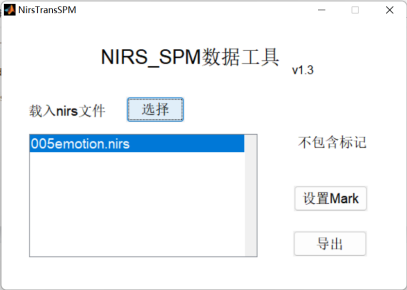 NirsTransSPM
NIRS_SPM数据工具
v1.3
载入nirs文件
选择
005emotion.nirs
不包含标记
设置Mark
导出